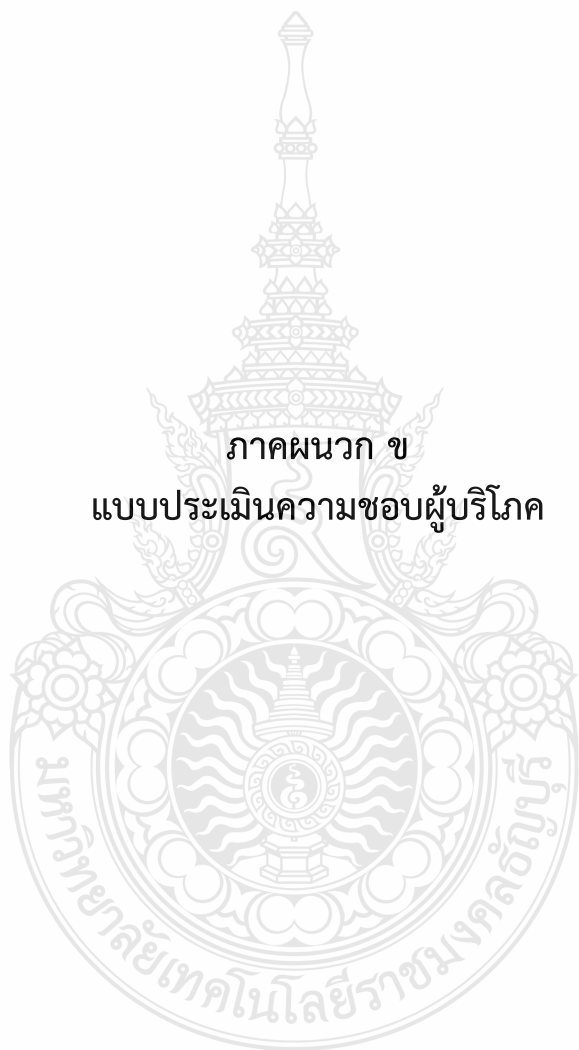 ภาคผนวก ข
แบบประเมินความชอบผู้บริโภค
มหาวิทยาลัยเทคโนโลยีราชมงคลธัญบุรี